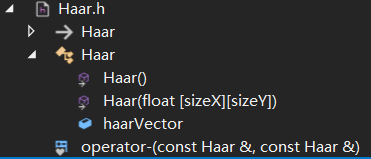 Haar.h
Haar
Haar
Haar()
Haar(float [sizeX][sizeY])
haarVector
operator-(const Haar &, const Haar &)